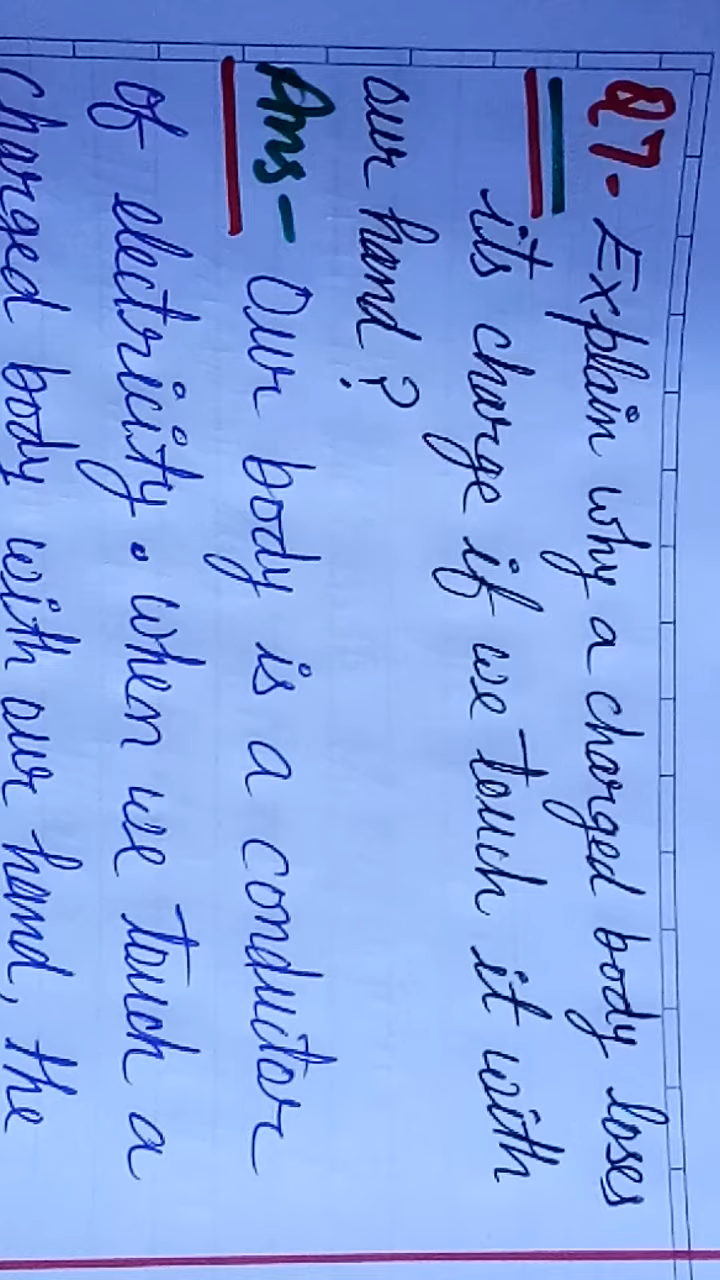 Q7- Explain why a charged body loses
its charge if we touch it with
our hand?
Ans- Our body is a conductor
of electricity. when we touch a
charged body with our hand, the